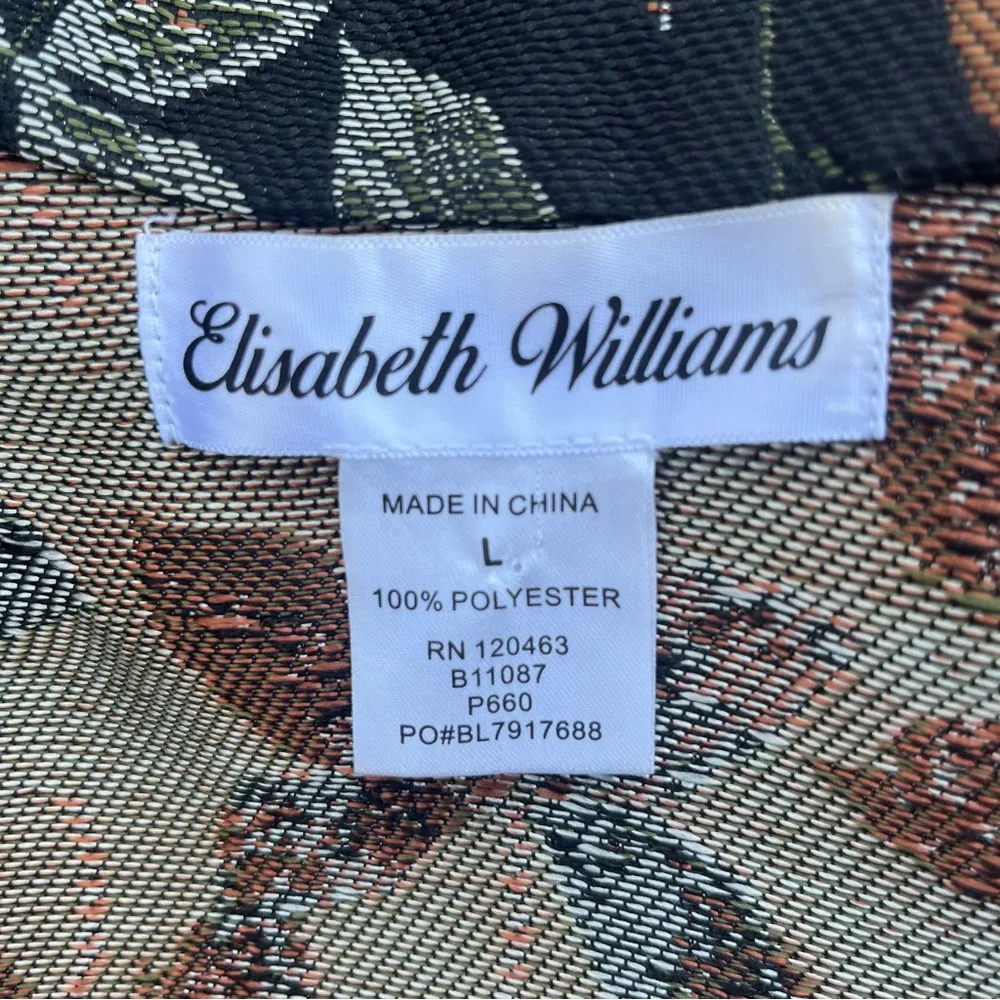 Elisabeth Williams
MADE IN CHINA
L
100% POLYESTER
RN 120463
B11087
P660
PO#BL7917688